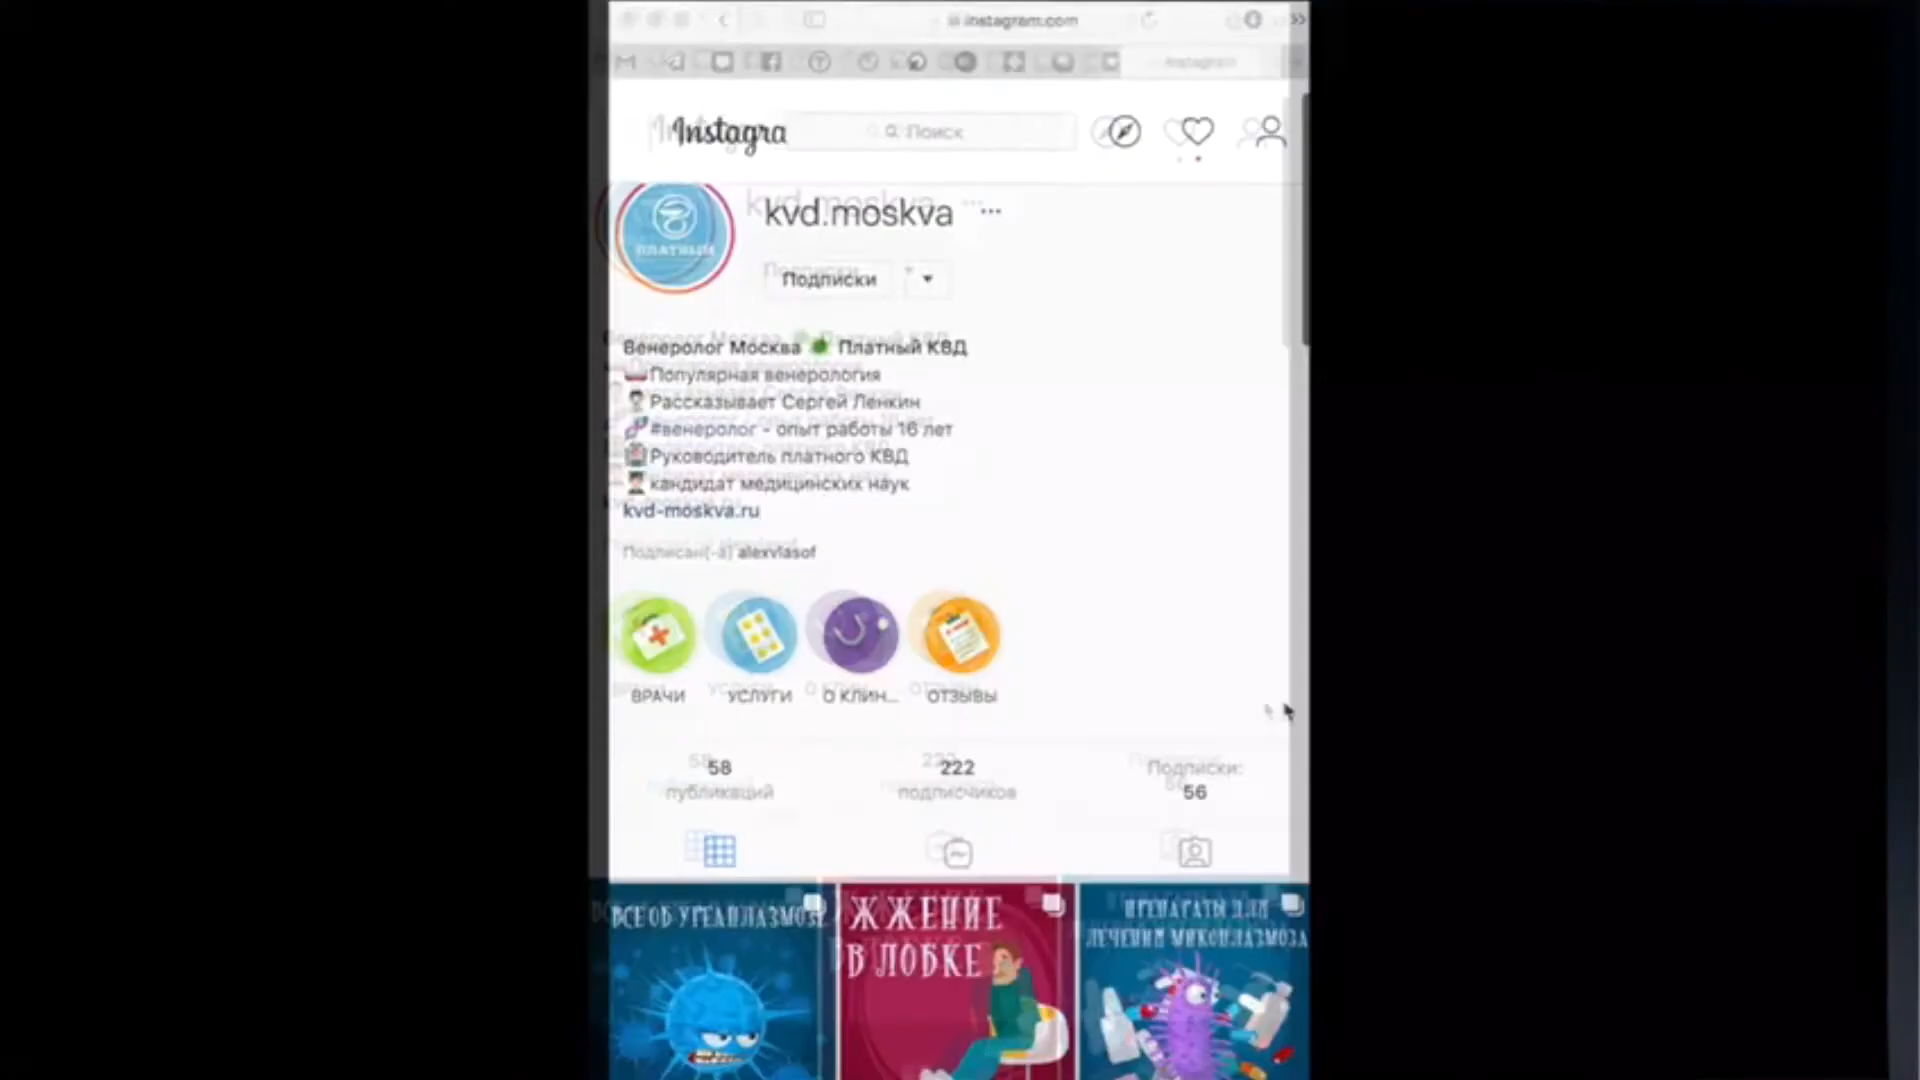 instagram.com
Instagram
Instagra
Поиск
ПЛАТНЫЙ
kvd.moskva
Подписки
Венеролог Москва Платный КВД
Популярная венерология
Рассказывает Сергей Ленкин
#венеролог - опыт работы 16 лет
Руководитель платного КВД
кандидат медицинских наук
kvd-moskva.ru
Подписан(-а) alexvlasof
ВРАЧИ УСЛУГИ О КЛИН... ОТЗЫВЫ
58 222 Подписки:
публикаций подписчиков 56
ВСЕ ОБ УРЕАПЛАЗМОЗЕ
ЖЖЕНИЕ
В ЛОБКЕ
ПРЕПАРАТЫ ДЛЯ
ЛЕЧЕНИЯ МИКОПЛАЗМОЗА